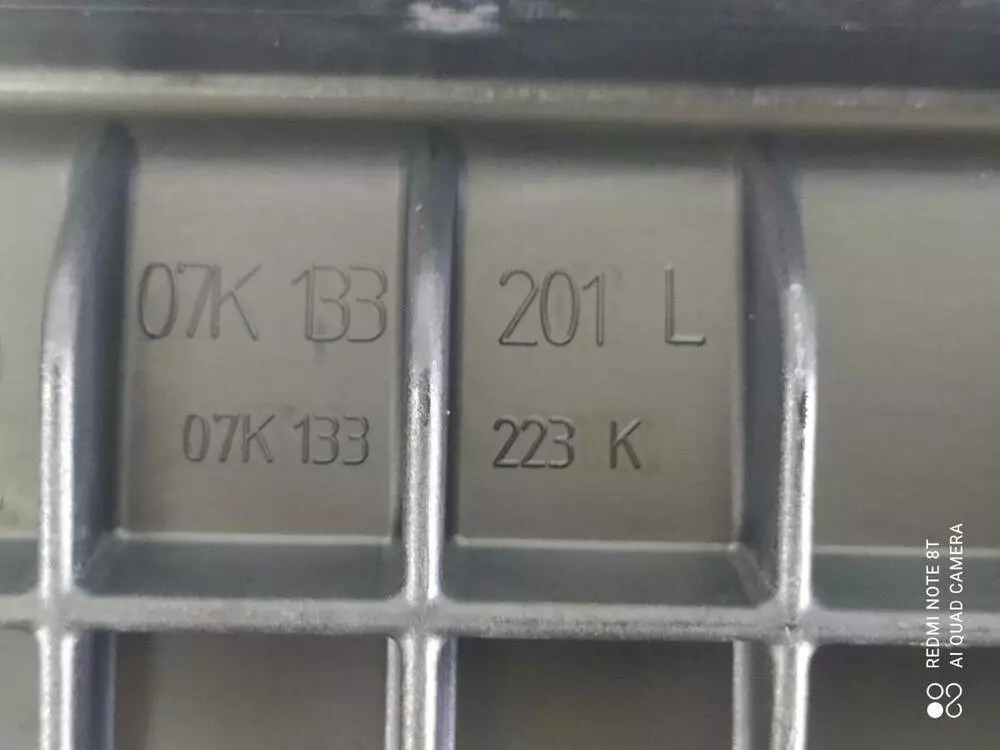 07K 133 201 L
07K 133 223 K
REDMI NOTE 8T
AI QUAD CAMERA